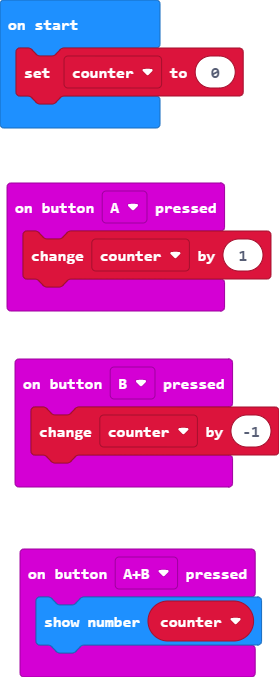 on start
set counter to 0
on button A pressed
change counter by 1
on button B pressed
change counter by -1
on button A+B pressed
show number counter